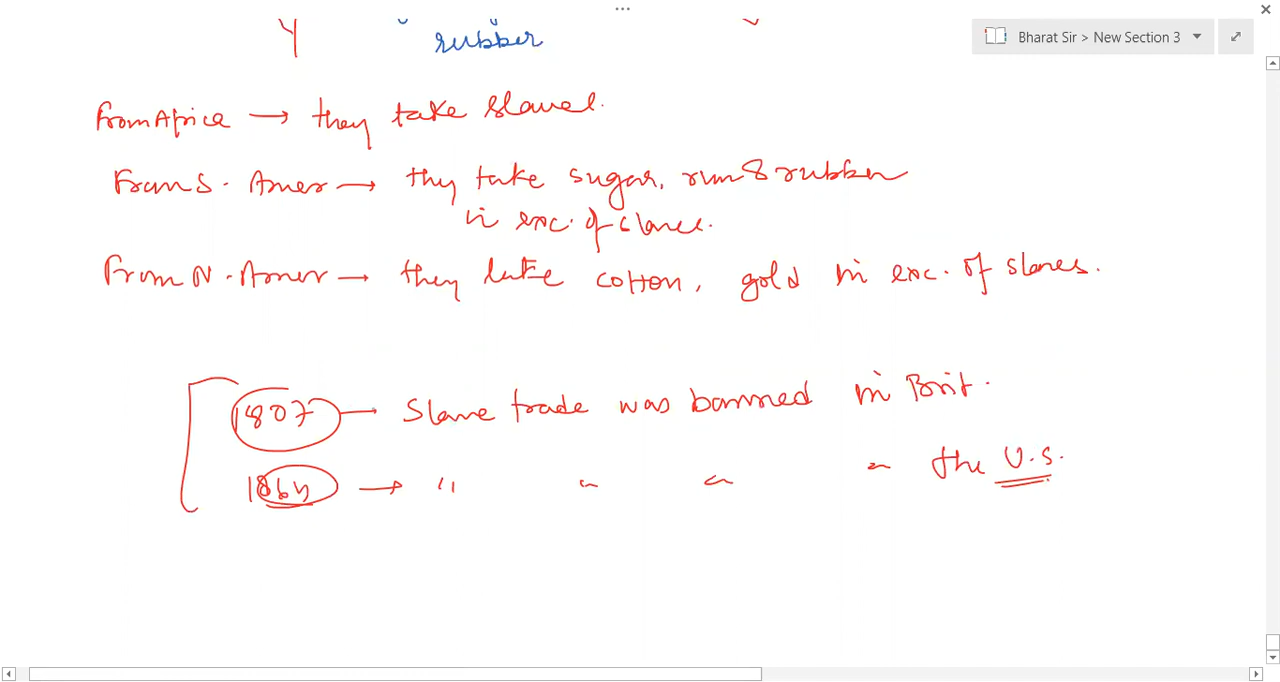 ...
Bharat Sir > New Section 3
rubber
From Africa → they take slaves.
From S. Amer → thy take sugar, rum & rubber
in exc. of slaves.
From N. Amer → they take cotton, gold in exc. of slaves.
1807 → Slave trade was banned in Brit.
1864 → " " " " the U.S.